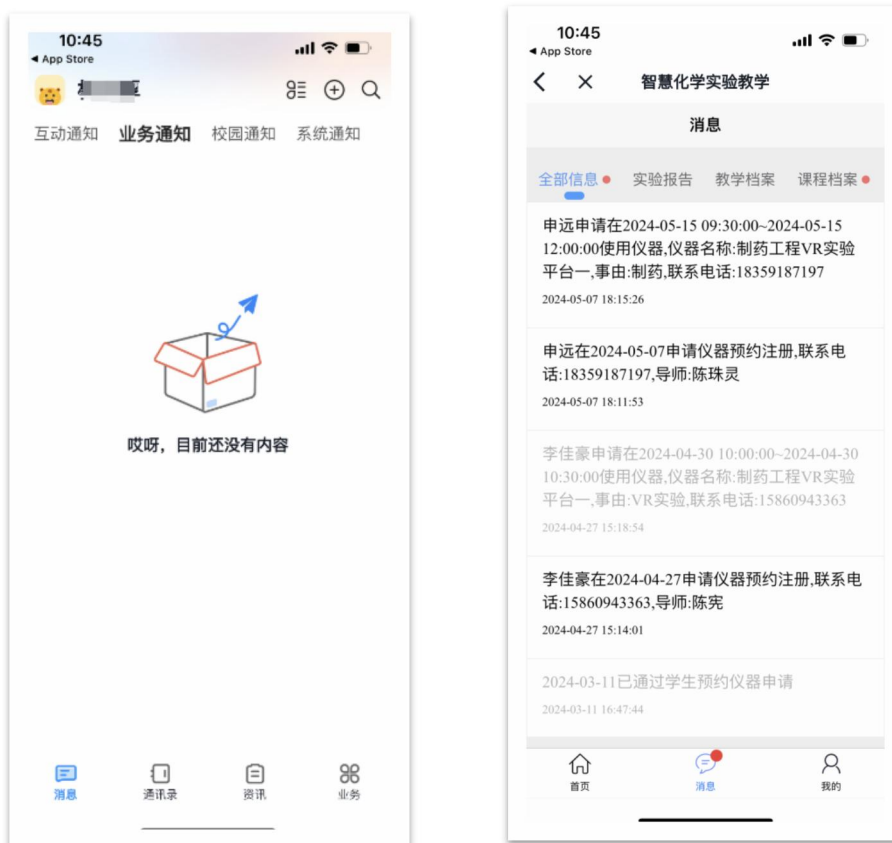 10:45
App Store
互动通知 业务通知 校园通知 系统通知
哎呀，目前还没有内容
消息 通讯录 资讯 业务
10:45
App Store
智慧化学实验教学
消息
全部信息 实验报告 教学档案 课程档案
申远申请在2024-05-15 09:30:00~2024-05-15
12:00:00使用仪器,仪器名称:制药工程VR实验
平台一,事由:制药,联系电话:18359187197
2024-05-07 18:15:26
申远在2024-05-07申请仪器预约注册,联系电
话:18359187197,导师:陈珠灵
2024-05-07 18:11:53
李佳豪申请在2024-04-30 10:00:00~2024-04-30
10:30:00使用仪器,仪器名称:制药工程VR实验
平台一,事由:VR实验,联系电话:15860943363
2024-04-27 15:18:54
李佳豪在2024-04-27申请仪器预约注册,联系电
话:15860943363,导师:陈宪
2024-04-27 15:14:01
2024-03-11已通过学生预约仪器申请
2024-03-11 16:47:44
首页 消息 我的